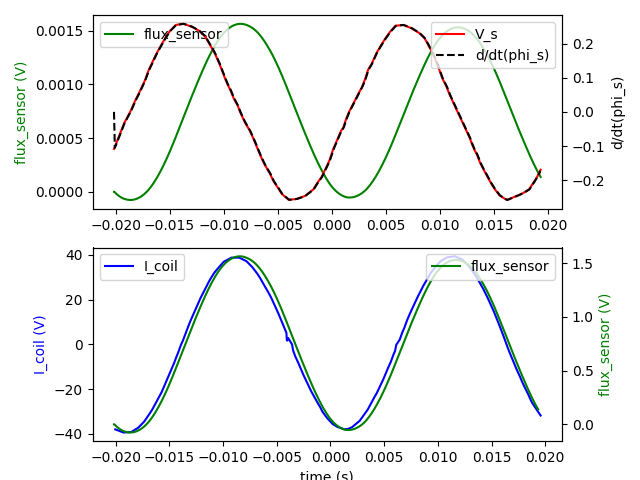 flux_sensor
V_s
d/dt(phi_s)
flux_sensor (V)
0.0015
0.0010
0.0005
0.0000
0.2
0.1
0.0
−0.1
−0.2
d/dt(phi_s)
−0.020 −0.015 −0.010 −0.005 0.000 0.005 0.010 0.015 0.020
I_coil
flux_sensor
I_coil (V)
40
20
0
−20
−40
1.5
1.0
0.5
0.0
flux_sensor (V)
−0.020 −0.015 −0.010 −0.005 0.000 0.005 0.010 0.015 0.020
time (s)